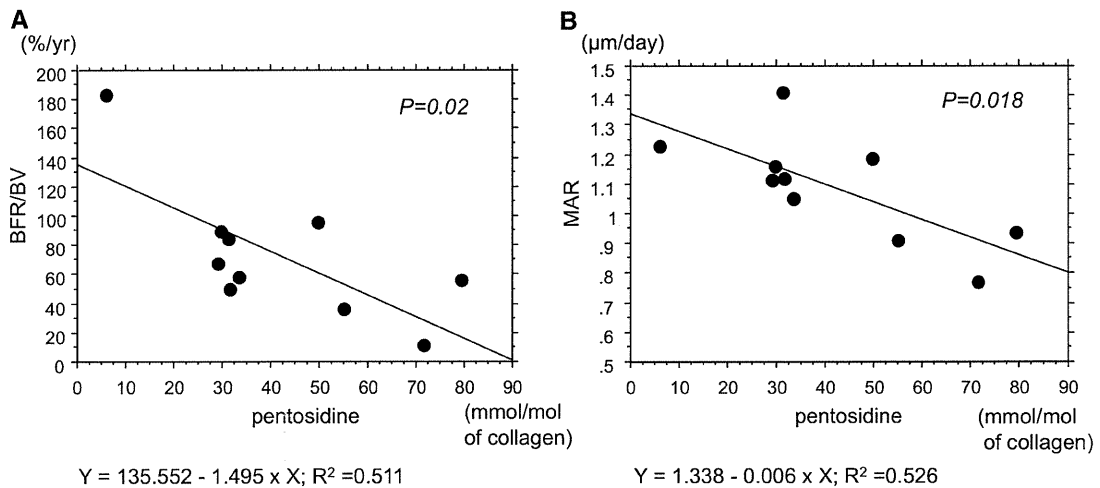 A
(%/yr)
200
180
160
140
120
100
80
60
40
20
0
BFR/BV
P=0.02
0 10 20 30 40 50 60 70 80 90
pentosidine
(mmol/mol
of collagen)
Y = 135.552 - 1.495 x X; R² =0.511
B
(µm/day)
1.5
1.4
1.3
1.2
1.1
1
.9
.8
.7
.6
.5
MAR
P=0.018
0 10 20 30 40 50 60 70 80 90
pentosidine
(mmol/mol
of collagen)
Y = 1.338 - 0.006 x X; R² =0.526